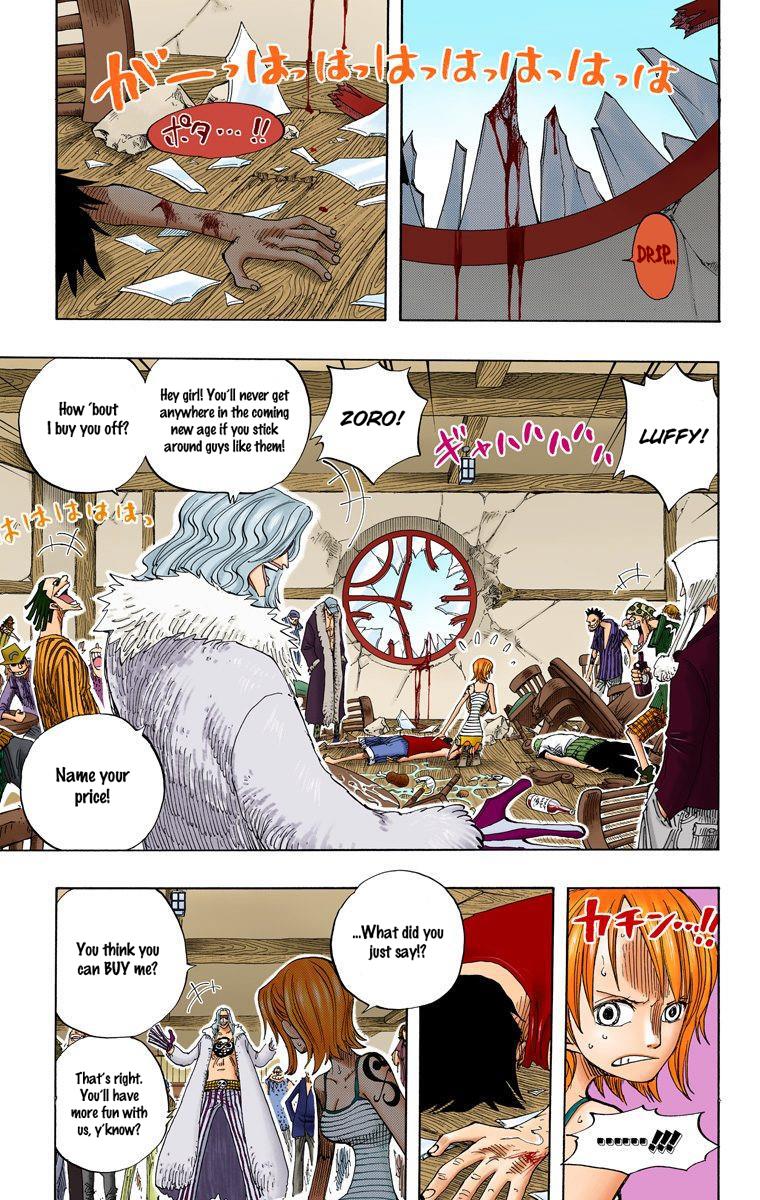 がーっはっはっはっはっはっはっは
DRIP...
ポタ…!!
LUFFY!
ギャハハハハハ
ZORO!
Hey girl! You'll never get
anywhere in the coming
new age if you stick
around guys like them!
How 'bout
I buy you off?
はははははっ
Name your
price!
カチン…!!
.......!!!
...What did you
just say!?
You think you
can BUY me?
That's right.
You'll have
more fun with
us, y'know?